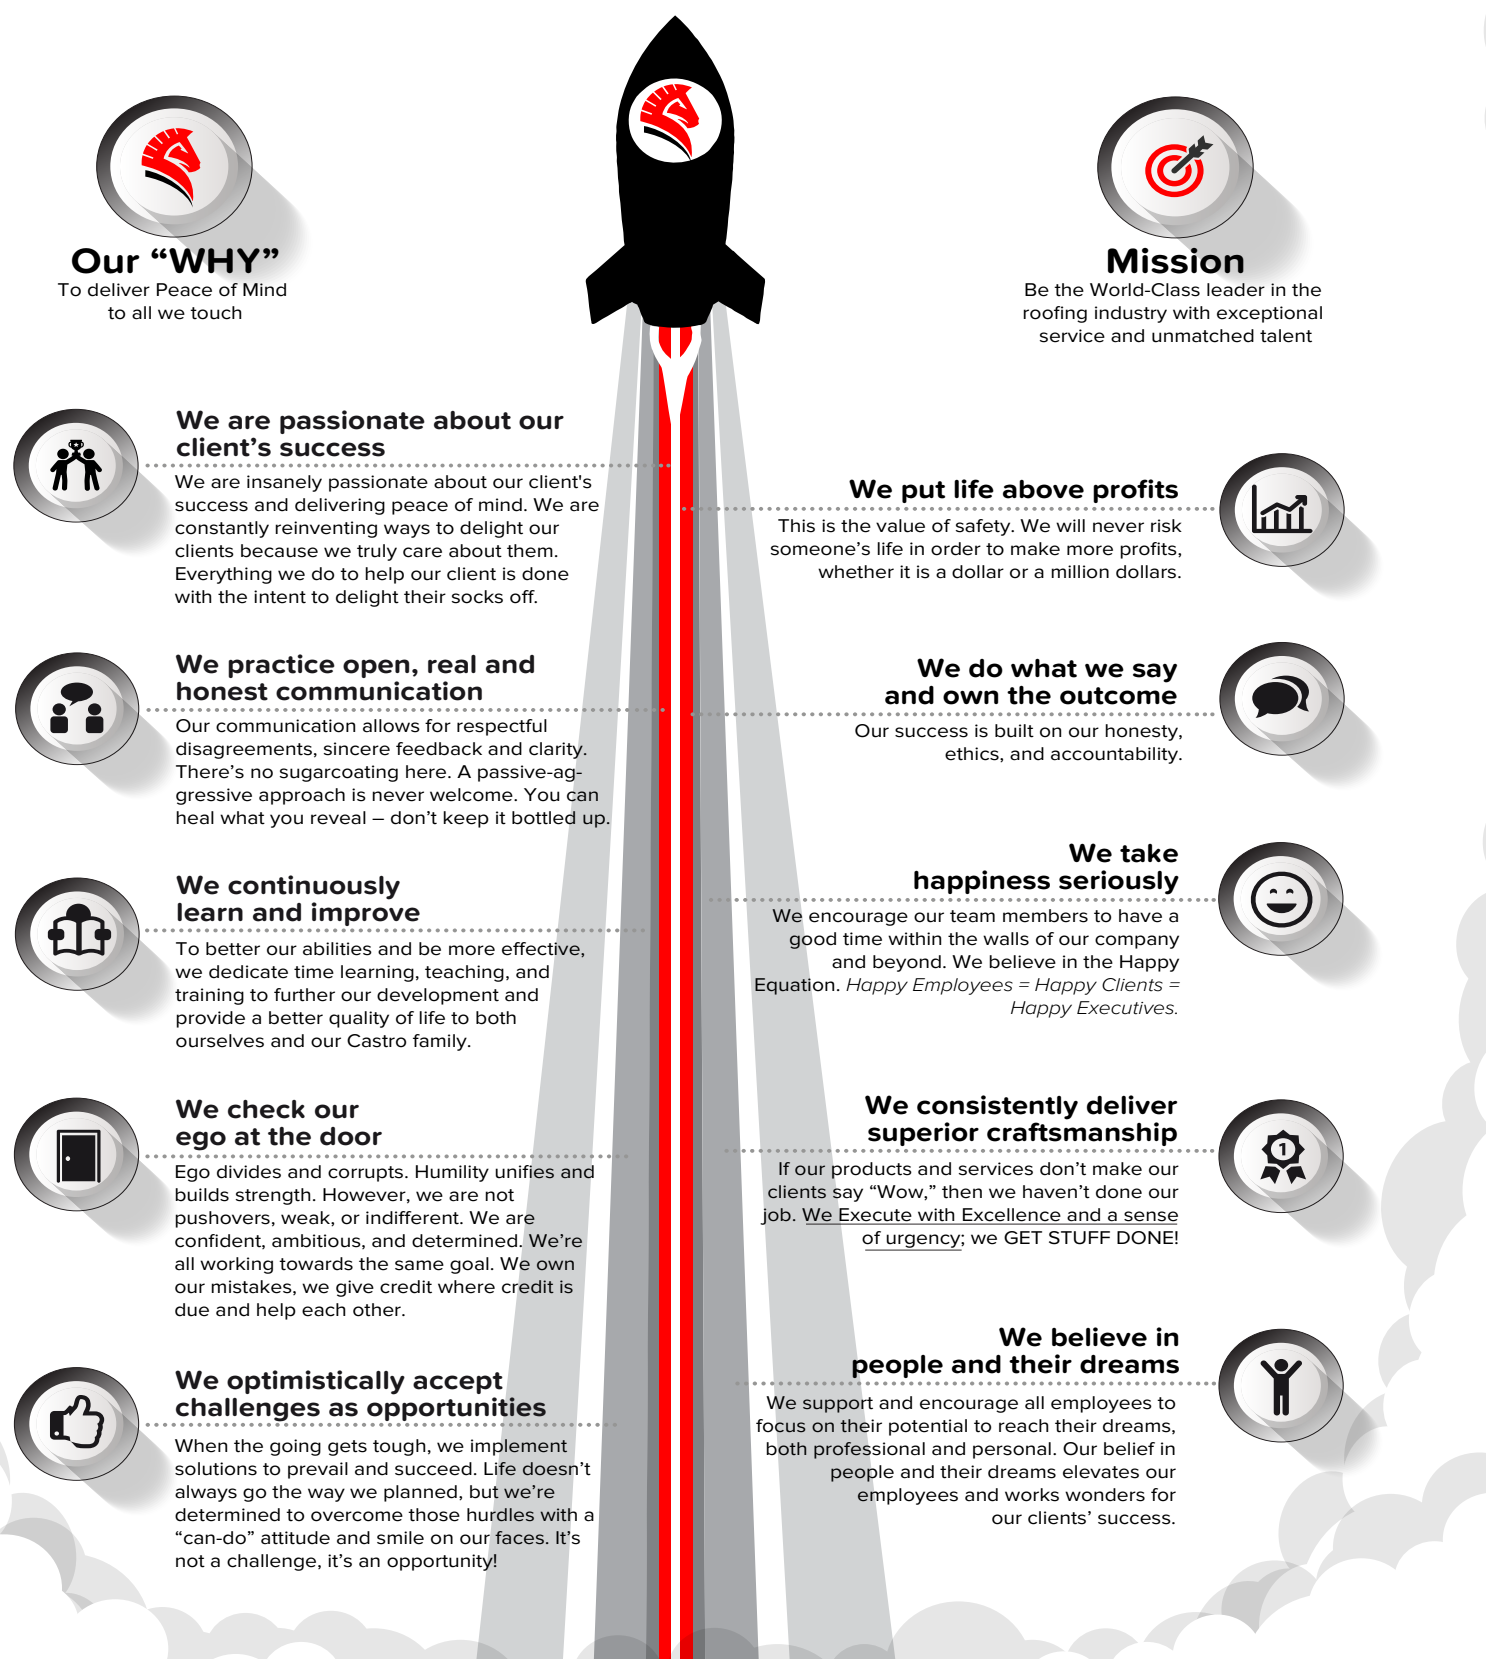 Our “WHY”
To deliver Peace of Mind
to all we touch
Mission
Be the World-Class leader in the
roofing industry with exceptional
service and unmatched talent
We are passionate about our
client’s success
We are insanely passionate about our client's
success and delivering peace of mind. We are
constantly reinventing ways to delight our
clients because we truly care about them.
Everything we do to help our client is done
with the intent to delight their socks off.
We practice open, real and
honest communication
Our communication allows for respectful
disagreements, sincere feedback and clarity.
There’s no sugarcoating here. A passive-ag-
gressive approach is never welcome. You can
heal what you reveal – don’t keep it bottled up.
We continuously
learn and improve
To better our abilities and be more effective,
we dedicate time learning, teaching, and
training to further our development and
provide a better quality of life to both
ourselves and our Castro family.
We check our
ego at the door
Ego divides and corrupts. Humility unifies and
builds strength. However, we are not
pushovers, weak, or indifferent. We are
confident, ambitious, and determined. We’re
all working towards the same goal. We own
our mistakes, we give credit where credit is
due and help each other.
We optimistically accept
challenges as opportunities
When the going gets tough, we implement
solutions to prevail and succeed. Life doesn’t
always go the way we planned, but we’re
determined to overcome those hurdles with a
“can-do” attitude and smile on our faces. It’s
not a challenge, it’s an opportunity!
We put life above profits
This is the value of safety. We will never risk
someone’s life in order to make more profits,
whether it is a dollar or a million dollars.
We do what we say
and own the outcome
Our success is built on our honesty,
ethics, and accountability.
We take
happiness seriously
We encourage our team members to have a
good time within the walls of our company
and beyond. We believe in the Happy
Equation. Happy Employees = Happy Clients =
Happy Executives.
We consistently deliver
superior craftsmanship
If our products and services don’t make our
clients say “Wow,” then we haven’t done our
job. We Execute with Excellence and a sense
of urgency; we GET STUFF DONE!
1
We believe in
people and their dreams
We support and encourage all employees to
focus on their potential to reach their dreams,
both professional and personal. Our belief in
people and their dreams elevates our
employees and works wonders for
our clients’ success.